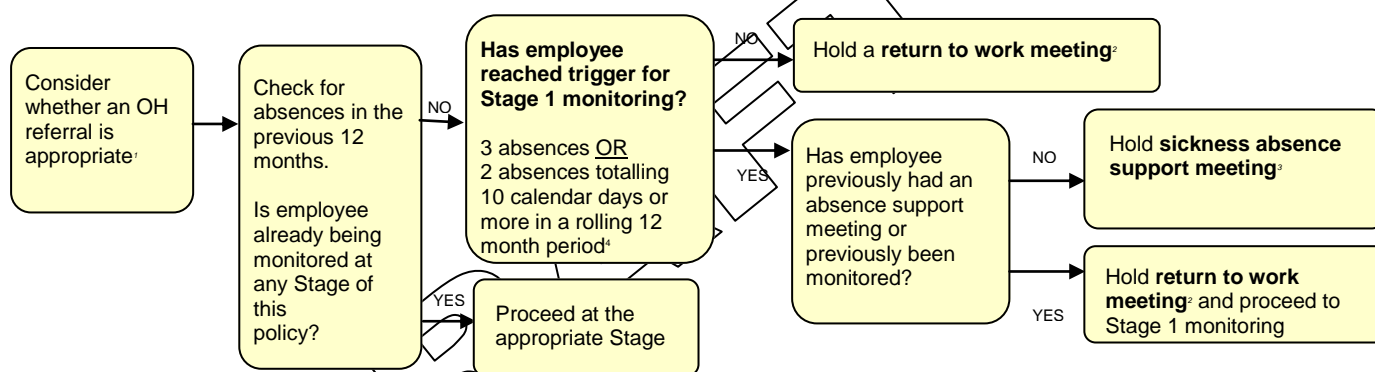 Consider
whether an OH
referral is
appropriate¹
Check for
absences in the
previous 12
months.
Is employee
already being
monitored at
any Stage of
this
policy?
NO
YES
Has employee
reached trigger for
Stage 1 monitoring?
3 absences OR
2 absences totalling
10 calendar days or
more in a rolling 12
month period⁴
Proceed at the
appropriate Stage
NO
YES
Hold a return to work meeting²
Has employee
previously had an
absence support
meeting or
previously been
monitored?
NO
YES
Hold sickness absence
support meeting³
Hold return to work
meeting² and proceed to
Stage 1 monitoring